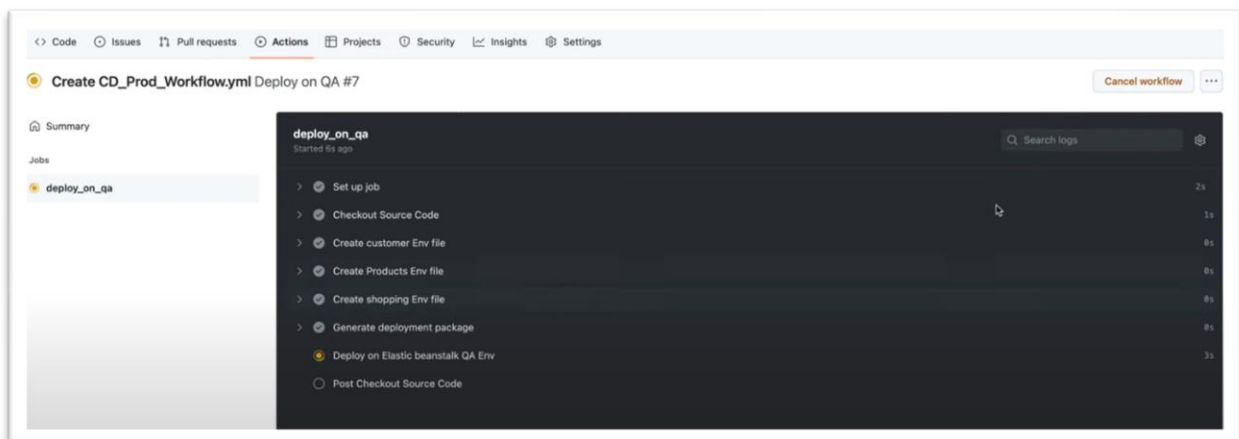 Code Issues Pull requests Actions Projects Security Insights Settings
Create CD_Prod_Workflow.yml Deploy on QA #7
Cancel workflow
Summary
Jobs
deploy_on_qa
deploy_on_qa
Started 6s ago
Search logs
Set up job 2s
Checkout Source Code 1s
Create customer Env file 0s
Create Products Env file 0s
Create shopping Env file 0s
Generate deployment package 0s
Deploy on Elastic beanstalk QA Env 3s
Post Checkout Source Code